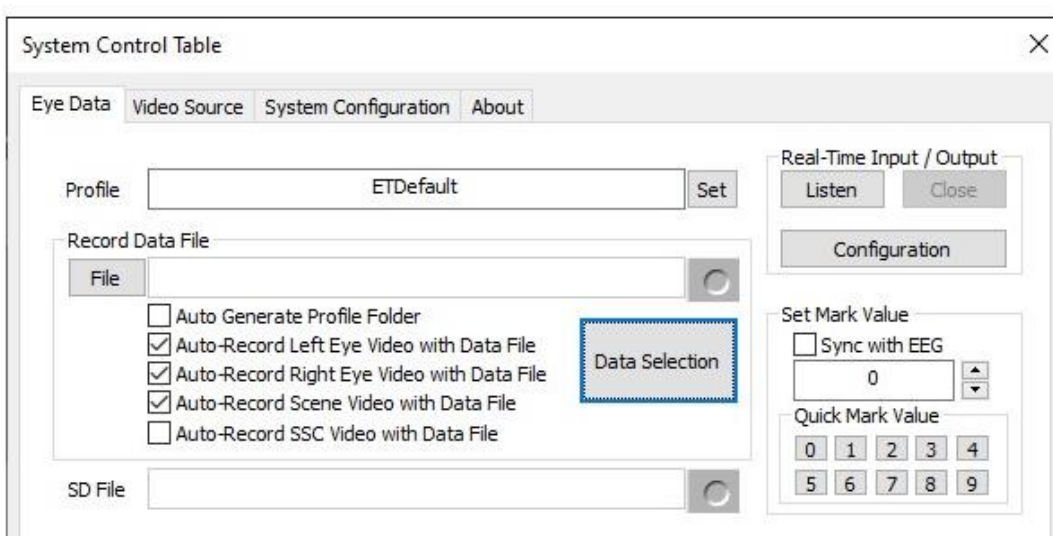 System Control Table
Eye Data Video Source System Configuration About
Profile ETDefault Set
Record Data File
File
Auto Generate Profile Folder
Auto-Record Left Eye Video with Data File
Auto-Record Right Eye Video with Data File
Auto-Record Scene Video with Data File
Auto-Record SSC Video with Data File
Data Selection
SD File
Real-Time Input / Output
Listen Close
Configuration
Set Mark Value
Sync with EEG
0
Quick Mark Value
0 1 2 3 4
5 6 7 8 9